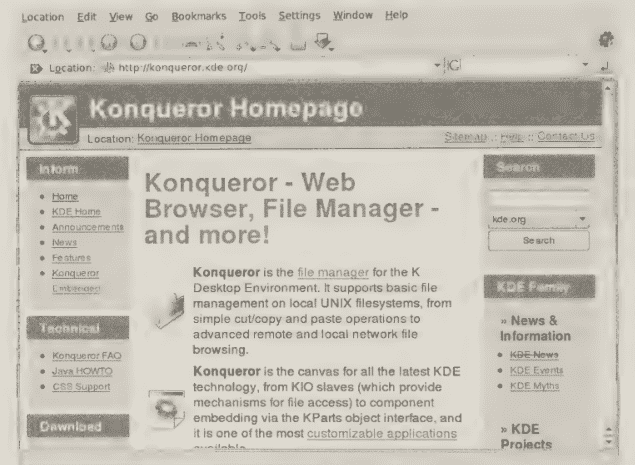 Location Edit View Go Bookmarks Tools Settings Window Help
Location: http://konqueror.kde.org/
Konqueror Homepage
Location: Konqueror Homepage
Sitemap :: Help :: Contact Us
Inform
Home
KDE Home
Announcements
News
Features
Konqueror
Embedded
Technical
Konqueror FAQ
Java HOWTO
CSS Support
Download
Konqueror - Web
Browser, File Manager -
and more!
Konqueror is the file manager for the K
Desktop Environment. It supports basic file
management on local UNIX filesystems, from
simple cut/copy and paste operations to
advanced remote and local network file
browsing.
Konqueror is the canvas for all the latest KDE
technology, from KIO slaves (which provide
mechanisms for file access) to component
embedding via the KParts object interface, and
it is one of the most customizable applications
available
Search
kde.org
Search
KDE Family
» News &
Information
KDE News
KDE Events
KDE Myths
» KDE
Projects